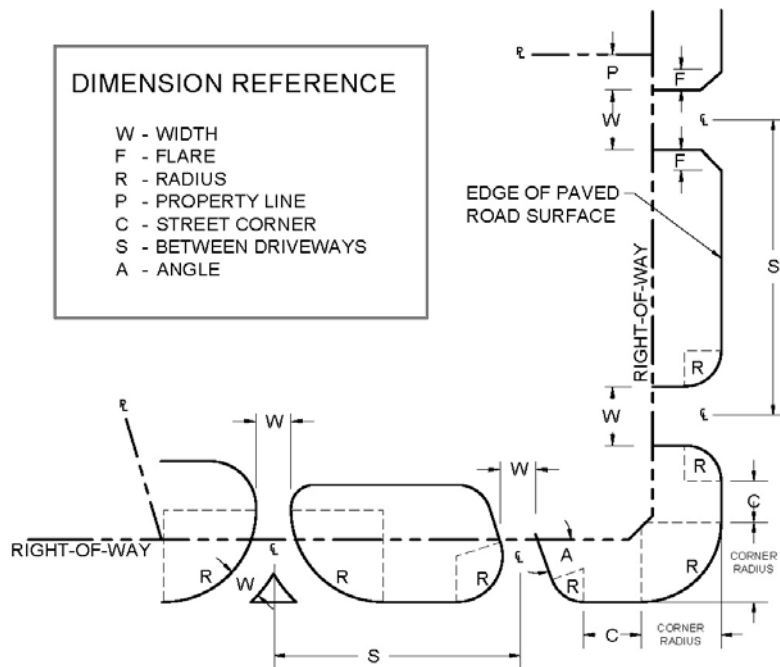 DIMENSION REFERENCE
W - WIDTH
F - FLARE
R - RADIUS
P - PROPERTY LINE
C - STREET CORNER
S - BETWEEN DRIVEWAYS
A - ANGLE
℄
P
F
W
℄
F
EDGE OF PAVED
ROAD SURFACE
S
RIGHT-OF-WAY
R
W
℄
R
C
CORNER
RADIUS
℄
W
W
RIGHT-OF-WAY
℄
R
W
R
℄
A
R
R
C
CORNER
RADIUS
S